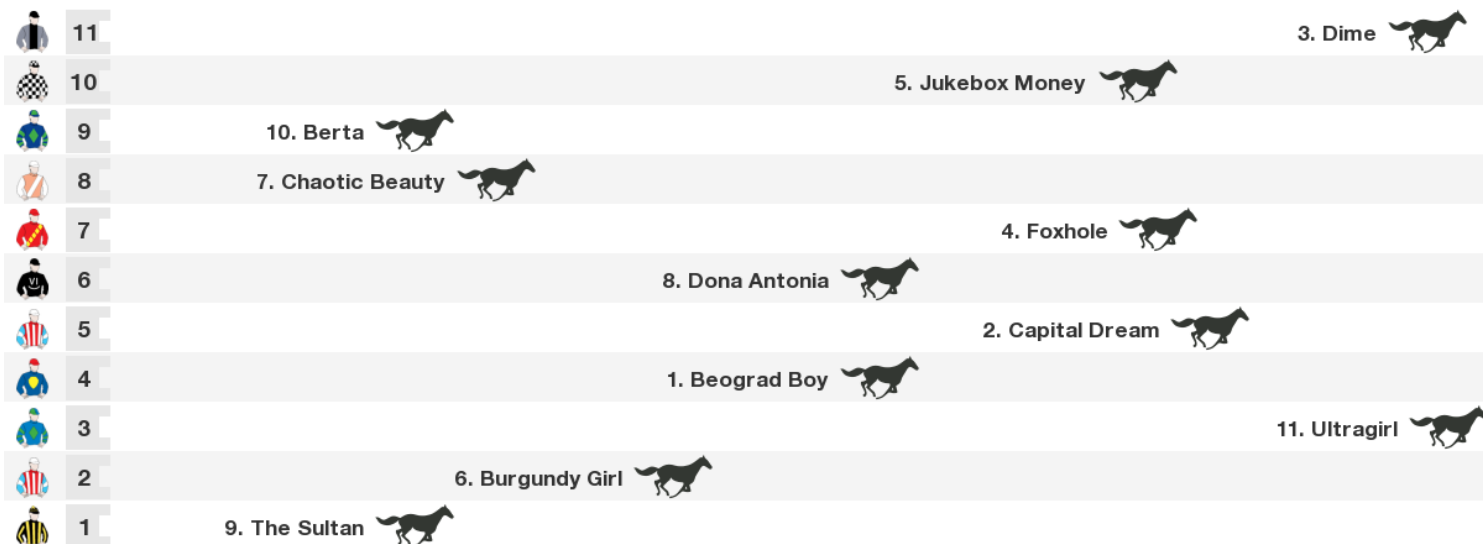 11 3. Dime
10 5. Jukebox Money
9 10. Berta
8 7. Chaotic Beauty
7 4. Foxhole
VI 6 8. Dona Antonia
5 2. Capital Dream
4 1. Beograd Boy
3 11. Ultragirl
2 6. Burgundy Girl
1 9. The Sultan